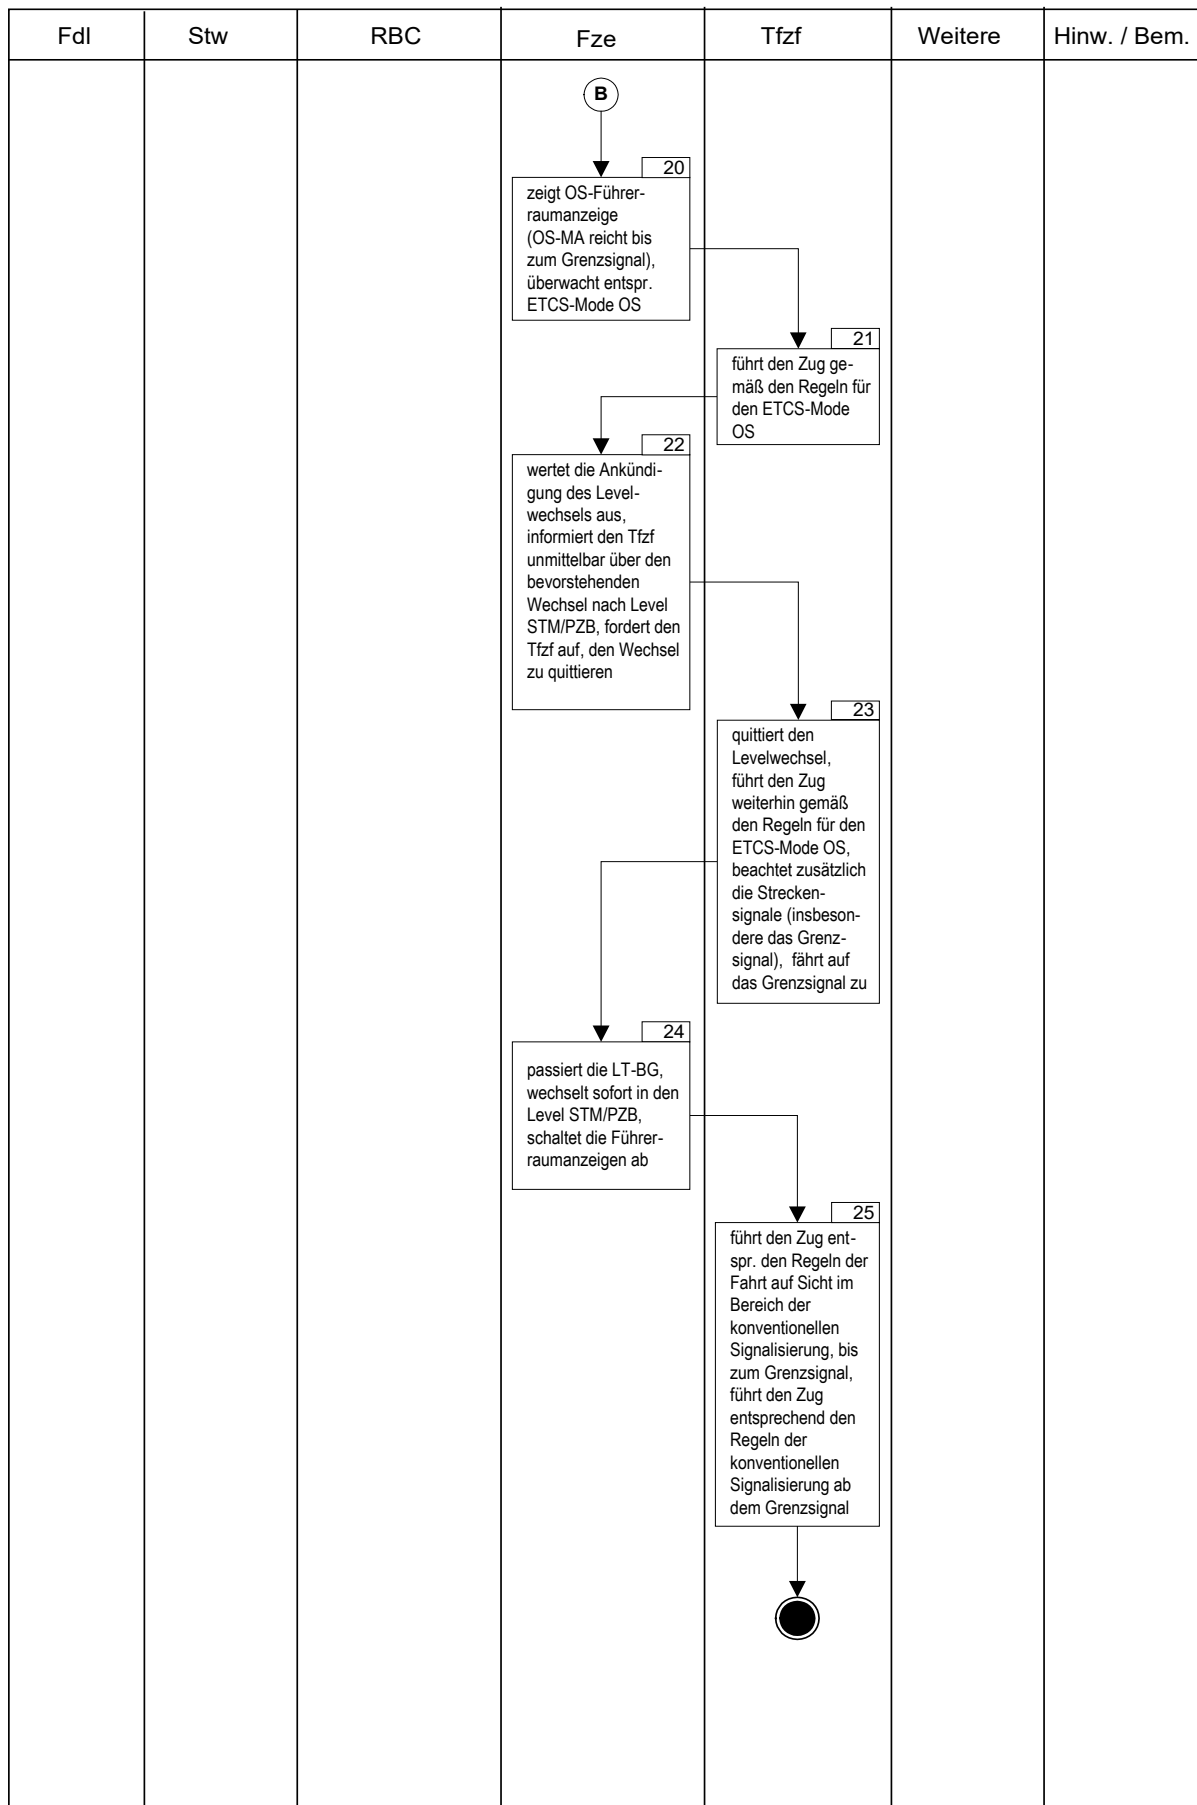 Fdl Stw RBC Fze Tfzf Weitere Hinw. / Bem.
B
20
zeigt OS-Führer-
raumanzeige
(OS-MA reicht bis
zum Grenzsignal),
überwacht entspr.
ETCS-Mode OS
21
führt den Zug ge-
mäß den Regeln für
den ETCS-Mode
OS
22
wertet die Ankündi-
gung des Level-
wechsels aus,
informiert den Tfzf
unmittelbar über den
bevorstehenden
Wechsel nach Level
STM/PZB, fordert den
Tfzf auf, den Wechsel
zu quittieren
23
quittiert den
Levelwechsel,
führt den Zug
weiterhin gemäß
den Regeln für den
ETCS-Mode OS,
beachtet zusätzlich
die Strecken-
signale (insbeson-
dere das Grenz-
signal), fährt auf
das Grenzsignal zu
24
passiert die LT-BG,
wechselt sofort in den
Level STM/PZB,
schaltet die Führer-
raumanzeigen ab
25
führt den Zug ent-
spr. den Regeln der
Fahrt auf Sicht im
Bereich der
konventionellen
Signalisierung, bis
zum Grenzsignal,
führt den Zug
entsprechend den
Regeln der
konventionellen
Signalisierung ab
dem Grenzsignal